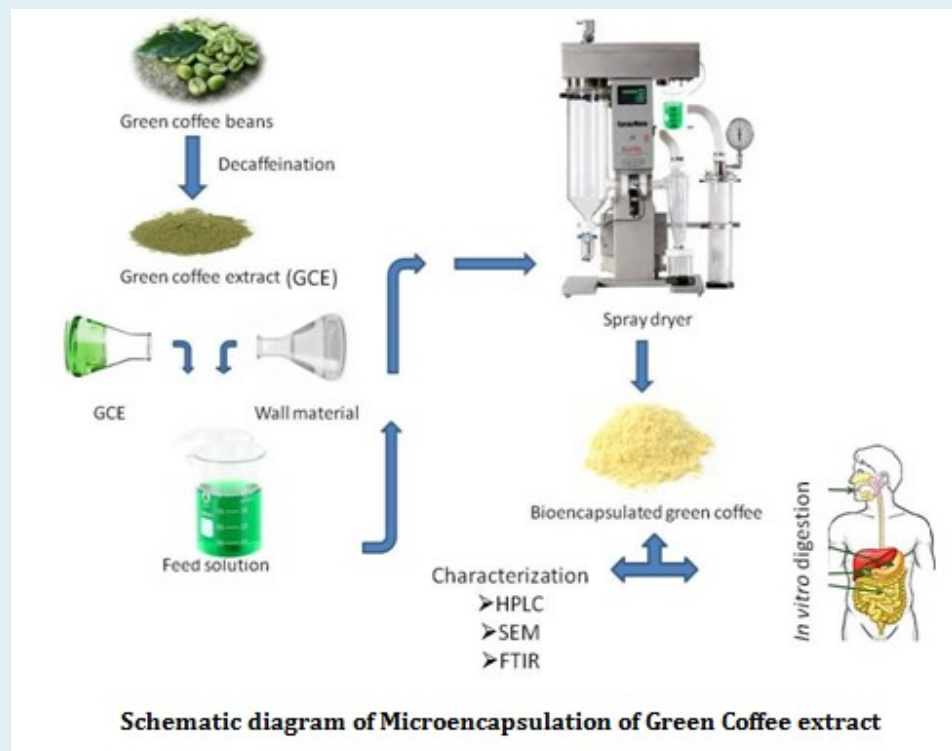 Green coffee beans
Decaffeination
Green coffee extract (GCE)
GCE
Wall material
Feed solution
Spray dryer
Bioencapsulated green coffee
Characterization
➢HPLC
➢SEM
➢FTIR
In vitro digestion
Schematic diagram of Microencapsulation of Green Coffee extract